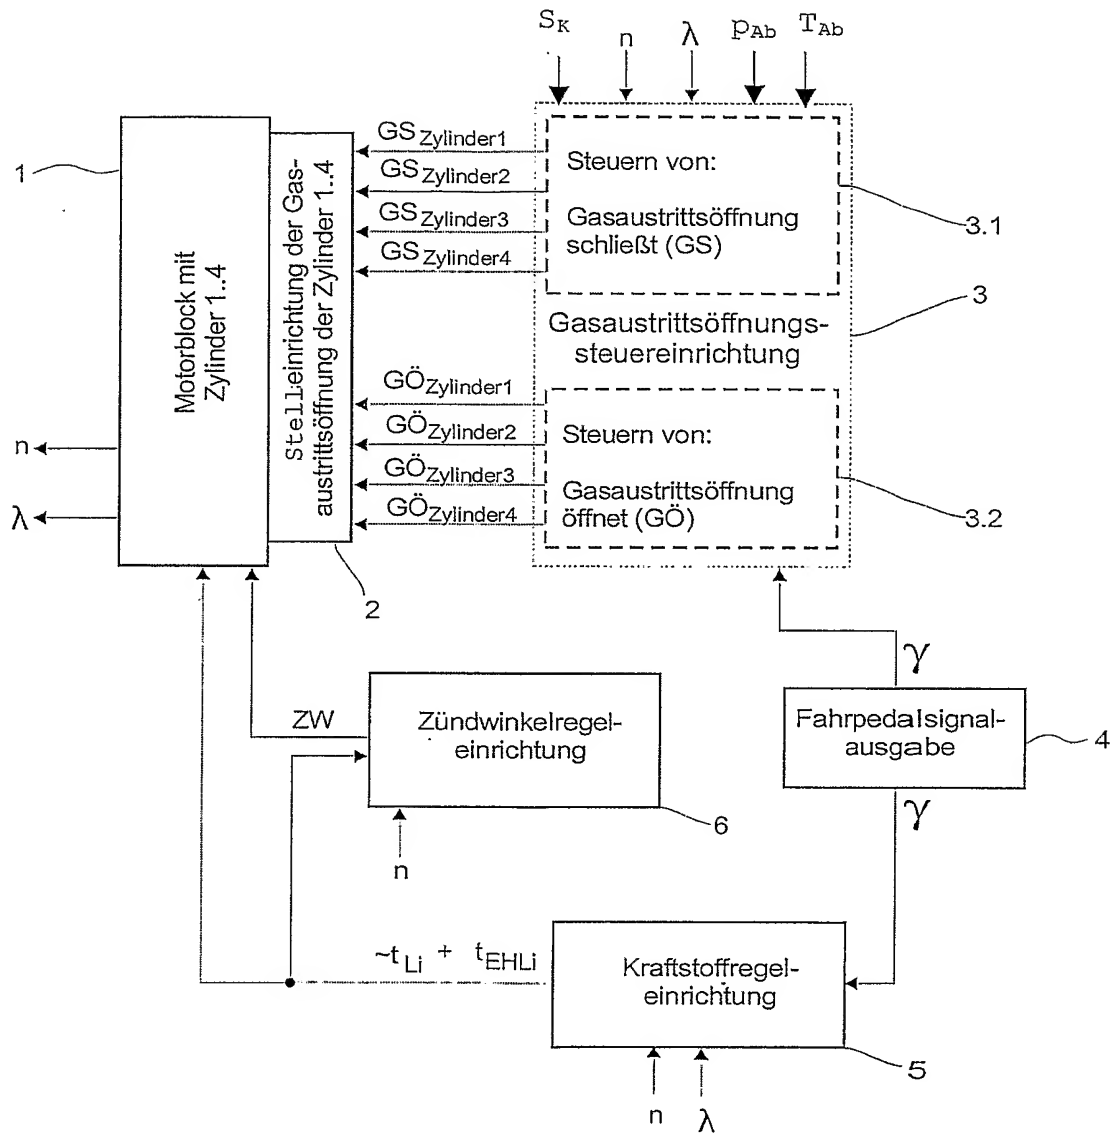 S_K
n
λ
p_Ab
T_Ab
1
Motorblock mit
Zylinder 1..4
Stelleinrichtung der Gas-
austrittsöffnung der Zylinder 1..4
GS_Zylinder1
GS_Zylinder2
GS_Zylinder3
GS_Zylinder4
Steuern von:
Gasaustrittsöffnung
schließt (GS)
3.1
3
Gasaustrittsöffnungs-
steuereinrichtung
GÖ_Zylinder1
GÖ_Zylinder2
GÖ_Zylinder3
GÖ_Zylinder4
Steuern von:
Gasaustrittsöffnung
öffnet (GÖ)
3.2
n
λ
2
γ
ZW
Zündwinkelregel-
einrichtung
6
n
Fahrpedalsignal-
ausgabe
4
γ
~t_Li + t_EHLi
Kraftstoffregel-
einrichtung
5
n
λ